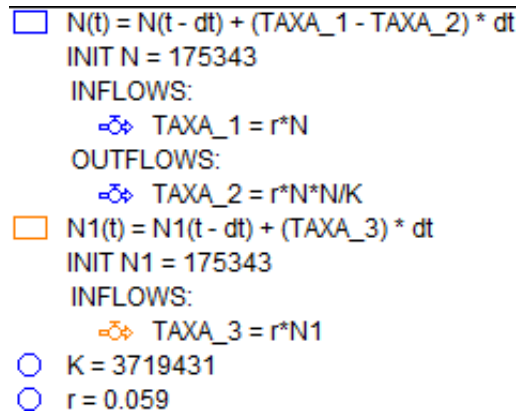 N(t) = N(t - dt) + (TAXA_1 - TAXA_2) * dt
INIT N = 175343
INFLOWS:
TAXA_1 = r*N
OUTFLOWS:
TAXA_2 = r*N*N/K
N1(t) = N1(t - dt) + (TAXA_3) * dt
INIT N1 = 175343
INFLOWS:
TAXA_3 = r*N1
K = 3719431
r = 0.059